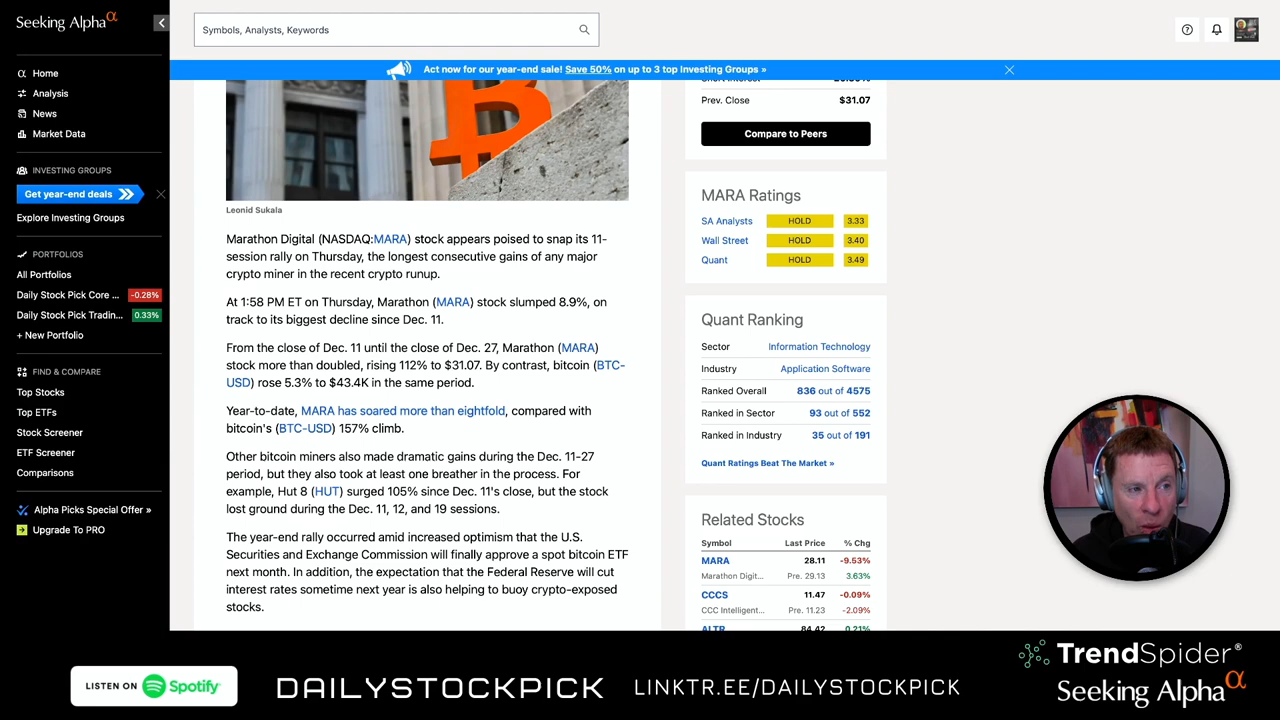 Seeking Alphaα
Symbols, Analysts, Keywords
Act now for our year-end sale! Save 50% on up to 3 top Investing Groups »
Home
Analysis
News
Market Data
INVESTING GROUPS
Get year-end deals
Explore Investing Groups
PORTFOLIOS
All Portfolios
Daily Stock Pick Core ... -0.28%
Daily Stock Pick Tradin... 0.33%
+ New Portfolio
FIND & COMPARE
Top Stocks
Top ETFs
Stock Screener
ETF Screener
Comparisons
Alpha Picks Special Offer »
Upgrade To PRO
Leonid Sukala
Marathon Digital (NASDAQ:MARA) stock appears poised to snap its 11-
session rally on Thursday, the longest consecutive gains of any major
crypto miner in the recent crypto runup.
At 1:58 PM ET on Thursday, Marathon (MARA) stock slumped 8.9%, on
track to its biggest decline since Dec. 11.
From the close of Dec. 11 until the close of Dec. 27, Marathon (MARA)
stock more than doubled, rising 112% to $31.07. By contrast, bitcoin (BTC-
USD) rose 5.3% to $43.4K in the same period.
Year-to-date, MARA has soared more than eightfold, compared with
bitcoin's (BTC-USD) 157% climb.
Other bitcoin miners also made dramatic gains during the Dec. 11-27
period, but they also took at least one breather in the process. For
example, Hut 8 (HUT) surged 105% since Dec. 11's close, but the stock
lost ground during the Dec. 11, 12, and 19 sessions.
The year-end rally occurred amid increased optimism that the U.S.
Securities and Exchange Commission will finally approve a spot bitcoin ETF
next month. In addition, the expectation that the Federal Reserve will cut
interest rates sometime next year is also helping to buoy crypto-exposed
stocks.
Prev. Close $31.07
Compare to Peers
MARA Ratings
SA Analysts HOLD 3.33
Wall Street HOLD 3.40
Quant HOLD 3.49
Quant Ranking
Sector Information Technology
Industry Application Software
Ranked Overall 836 out of 4575
Ranked in Sector 93 out of 552
Ranked in Industry 35 out of 191
Quant Ratings Beat The Market »
Related Stocks
Symbol Last Price % Chg
MARA 28.11 -9.53%
Marathon Digit... Pre. 29.13 3.63%
CCCS 11.47 -0.09%
CCC Intelligent... Pre. 11.23 -2.09%
ALTR 84.42 0.21%
LISTEN ON Spotify
DAILYSTOCKPICK
LINKTR.EE/DAILYSTOCKPICK
TrendSpider®
Seeking Alphaα